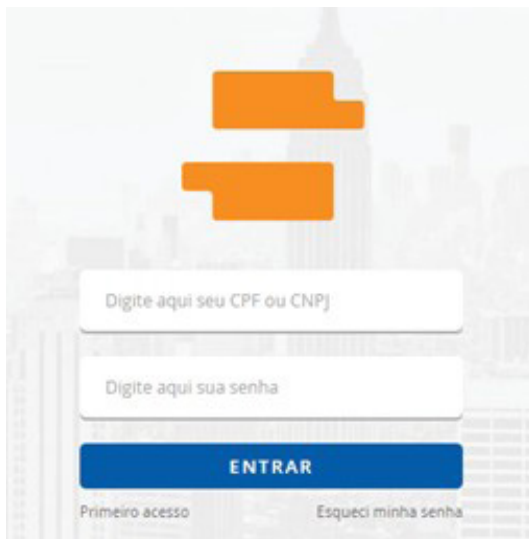 Digite aqui seu CPF ou CNPJ
Digite aqui sua senha
ENTRAR
Primeiro acesso Esqueci minha senha